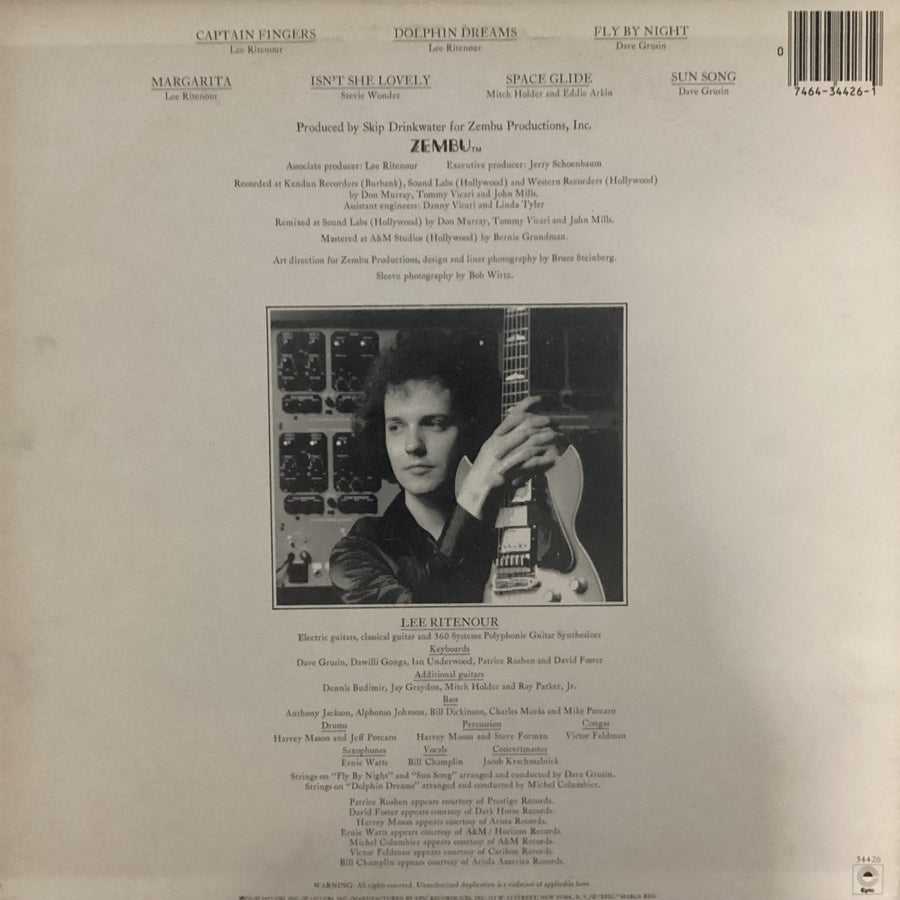 CAPTAIN FINGERS DOLPHIN DREAMS FLY BY NIGHT
Lee Ritenour Lee Ritenour Dave Grusin
MARGARITA ISN'T SHE LOVELY SPACE GLIDE SUN SONG
Lee Ritenour Stevie Wonder Mitch Holder and Eddie Arkin Dave Grusin
0
7464-34426-1
Produced by Skip Drinkwater for Zembu Productions, Inc.
ZEMBU TM
Associate producer: Lee Ritenour Executive producer: Jerry Schoenbaum
Recorded at Kendun Recorders (Burbank), Sound Labs (Hollywood) and Western Recorders (Hollywood)
by Don Murray, Tommy Vicari and John Mills.
Assistant engineers: Danny Vicari and Linda Tyler
Remixed at Sound Labs (Hollywood) by Don Murray, Tommy Vicari and John Mills.
Mastered at A&M Studios (Hollywood) by Bernie Grundman.
Art direction for Zembu Productions, design and liner photography by Bruce Steinberg.
Sleeve photography by Bob Wirtz.
LEE RITENOUR
Electric guitars, classical guitar and 360 Systems Polyphonic Guitar Synthesizer
Keyboards
Dave Grusin, Dawilli Gonga, Ian Underwood, Patrice Rushen and David Foster
Additional guitars
Dennis Budimir, Jay Graydon, Mitch Holder and Ray Parker, Jr.
Bass
Anthony Jackson, Alphonso Johnson, Bill Dickinson, Charles Meeks and Mike Porcaro
Drums Percussion Congas
Harvey Mason and Jeff Porcaro Harvey Mason and Steve Forman Victor Feldman
Saxophones Vocals Concertmaster
Ernie Watts Bill Champlin Jacob Krachmalnick
Strings on "Fly By Night" and "Sun Song" arranged and conducted by Dave Grusin.
Strings on "Dolphin Dreams" arranged and conducted by Michel Columbier.
Patrice Rushen appears courtesy of Prestige Records.
David Foster appears courtesy of Dark Horse Records.
Harvey Mason appears courtesy of Arista Records.
Ernie Watts appears courtesy of A&M/Horizon Records.
Michel Columbier appears courtesy of A&M Records.
Victor Feldman appears courtesy of Caribou Records.
Bill Champlin appears courtesy of Ariola America Records.
34426
Epic
WARNING: All rights reserved. Unauthorized duplication is a violation of applicable laws.